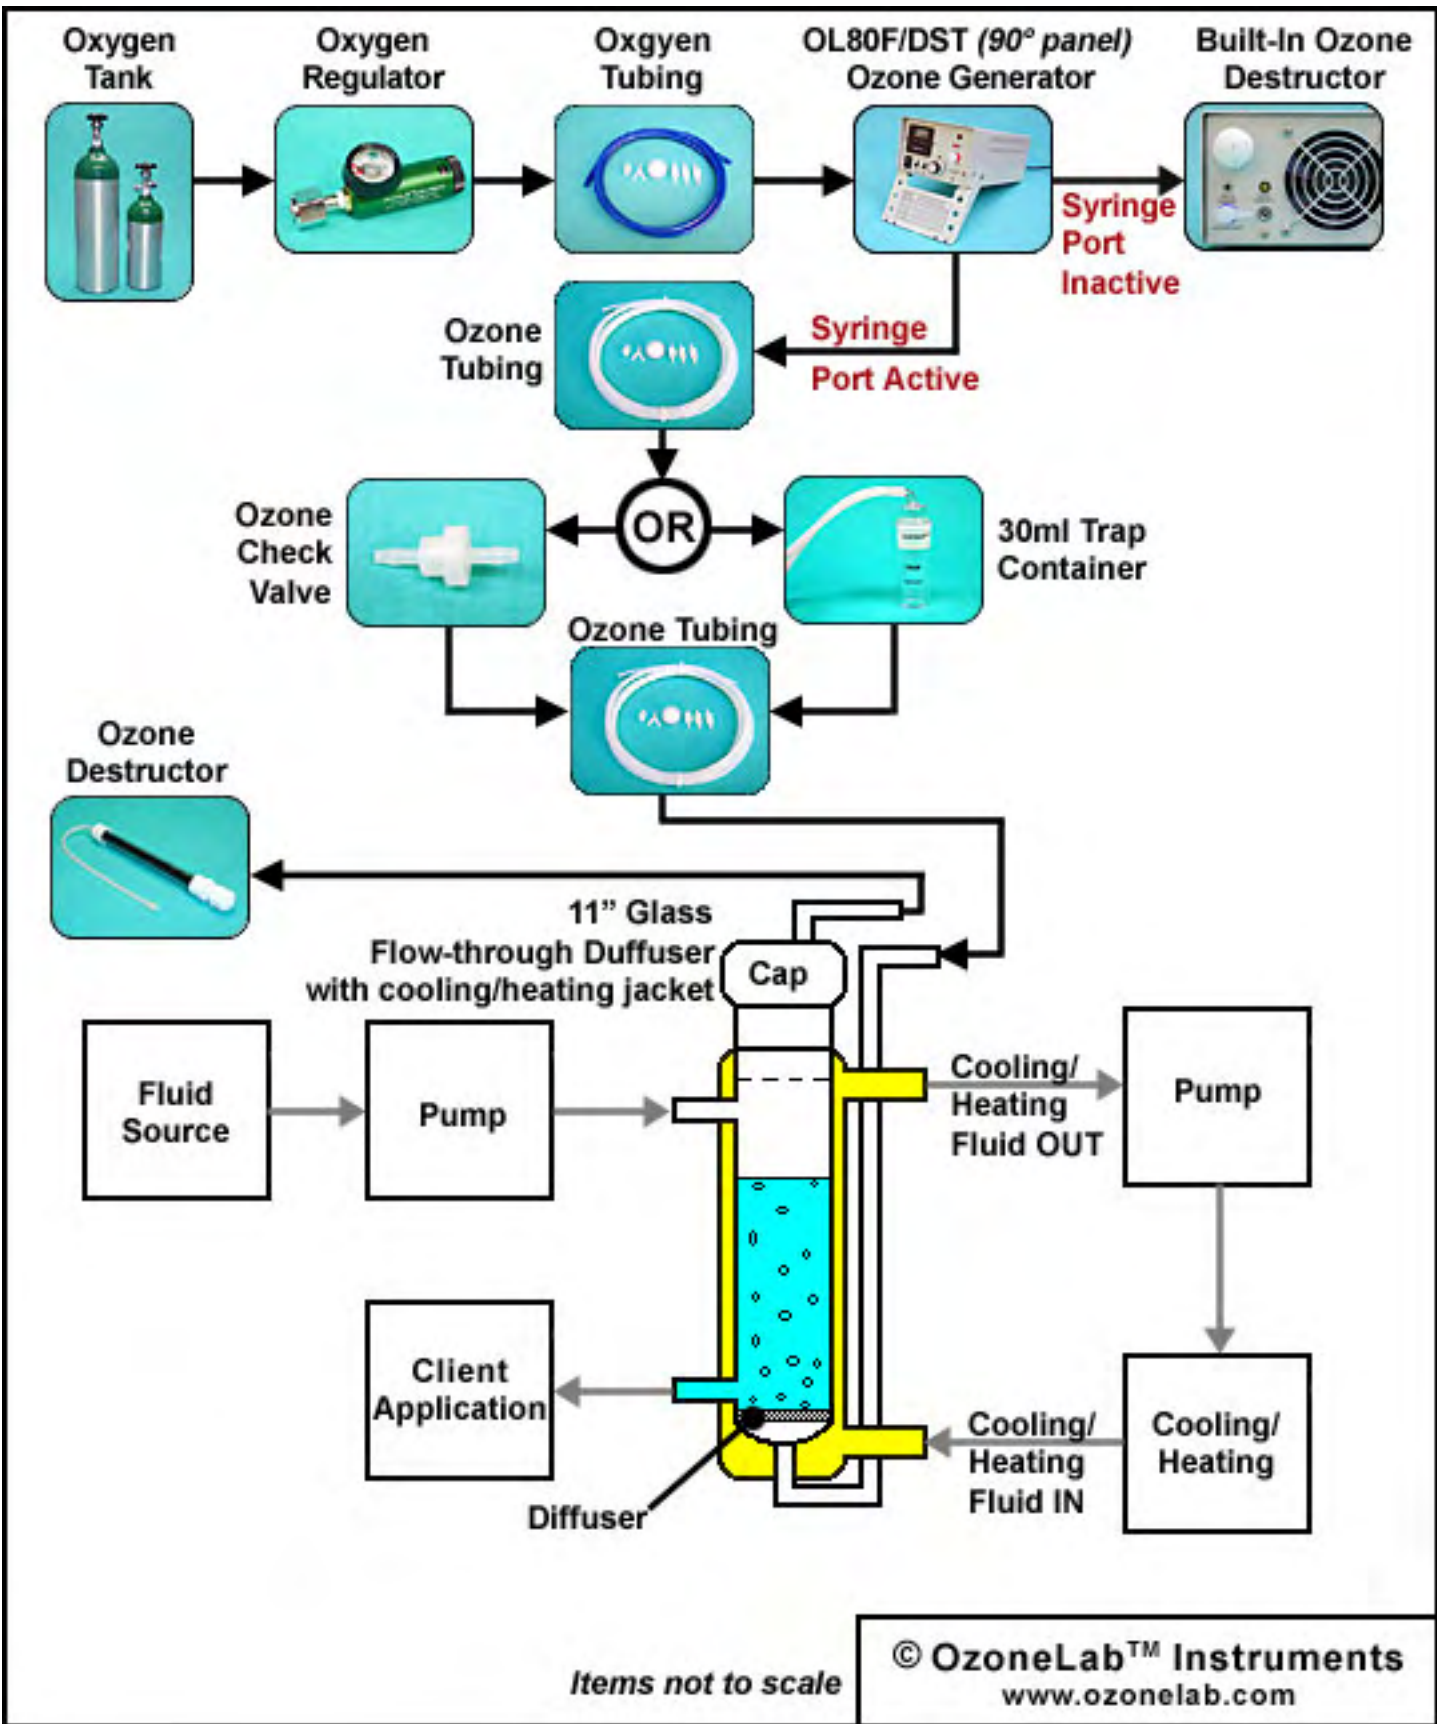 Oxygen
Tank
Oxygen
Regulator
Oxgyen
Tubing
OL80F/DST (90° panel)
Ozone Generator
Built-In Ozone
Destructor
Syringe
Port
Inactive
Ozone
Tubing
Syringe
Port Active
Ozone
Check
Valve
OR
30ml Trap
Container
Ozone Tubing
Ozone
Destructor
11” Glass
Flow-through Duffuser
with cooling/heating jacket
Cap
Fluid
Source
Pump
Cooling/
Heating
Fluid OUT
Pump
Client
Application
Cooling/
Heating
Fluid IN
Cooling/
Heating
Diffuser
Items not to scale
© OzoneLab™ Instruments
www.ozonelab.com